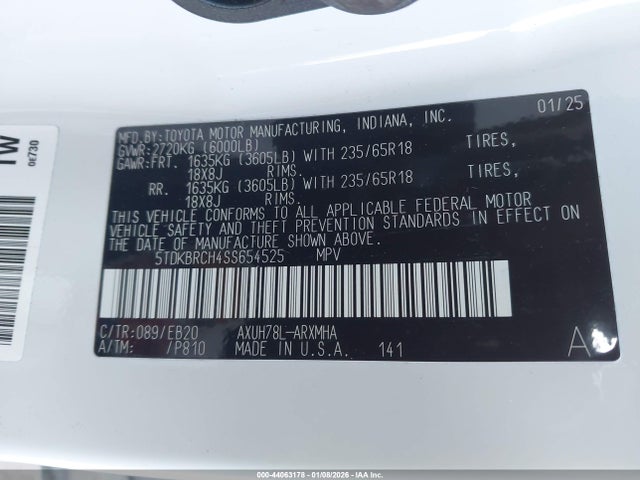 MFD.BY:TOYOTA MOTOR MANUFACTURING, INDIANA, INC. 01/25
GVWR:2720KG (6000LB)
GAWR:FRT. 1635KG (3605LB) WITH 235/65R18 TIRES,
18X8J RIMS.
RR. 1635KG (3605LB) WITH 235/65R18 TIRES,
18X8J RIMS.
THIS VEHICLE CONFORMS TO ALL APPLICABLE FEDERAL MOTOR
VEHICLE SAFETY AND THEFT PREVENTION STANDARDS IN EFFECT ON
THE DATE OF MANUFACTURE SHOWN ABOVE.
5TDKBRCH4SS654525 MPV
C/TR:089/EB20 AXUH78L-ARXMHA
A/TM: /P810 MADE IN U.S.A. 141 A
TW
0E730
000-44063178 - 01/08/2026 - IAA Inc.